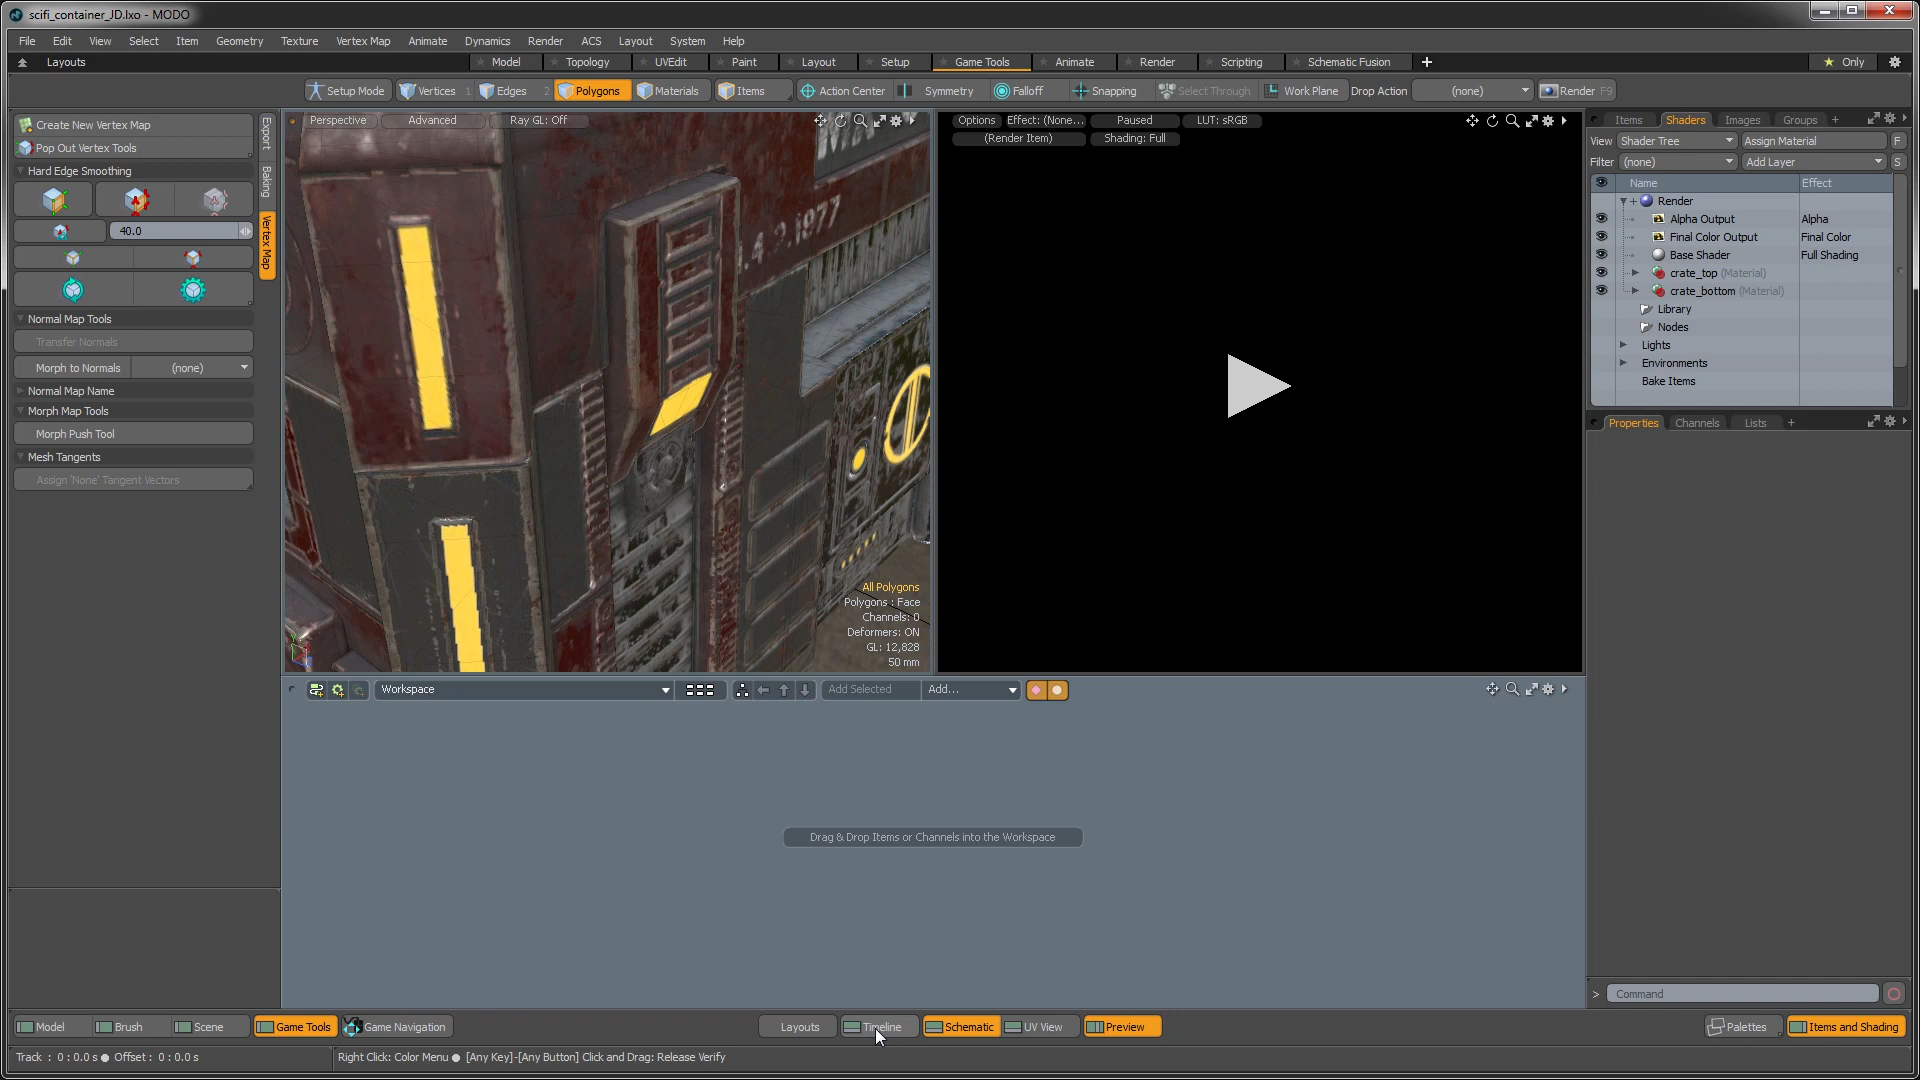 scifi_container_JD.lxo - MODO
File Edit View Select Item Geometry Texture Vertex Map Animate Dynamics Render ACS Layout System Help
Layouts Model Topology UVEdit Paint Layout Setup Game Tools Animate Render Scripting Schematic Fusion + Only
Setup Mode Vertices 1 Edges 2 Polygons Materials Items Action Center Symmetry Falloff Snapping Select Through Work Plane Drop Action (none) Render F9
Create New Vertex Map
Pop Out Vertex Tools
Hard Edge Smoothing
40.0
Normal Map Tools
Transfer Normals
Morph to Normals (none)
Normal Map Name
Morph Map Tools
Morph Push Tool
Mesh Tangents
Assign 'None' Tangent Vectors
Export
Baking
Vertex Map
Perspective Advanced Ray GL: Off
4.2.1977
All Polygons
Polygons : Face
Channels: 0
Deformers: ON
GL: 12,828
50 mm
Options Effect: (None... Paused LUT: sRGB
(Render Item) Shading: Full
Items Shaders Images Groups +
View Shader Tree Assign Material F
Filter (none) Add Layer S
Name Effect
Render
Alpha Output Alpha
Final Color Output Final Color
Base Shader Full Shading
crate_top (Material)
crate_bottom (Material)
Library
Nodes
Lights
Environments
Bake Items
Properties Channels Lists +
Workspace Add Selected Add...
Drag & Drop Items or Channels into the Workspace
> Command
Model Brush Scene Game Tools Game Navigation Layouts Timeline Schematic UV View Preview Palettes Items and Shading
Track : 0 : 0.0 s ● Offset : 0 : 0.0 s Right Click: Color Menu ● [Any Key]-[Any Button] Click and Drag: Release Verify